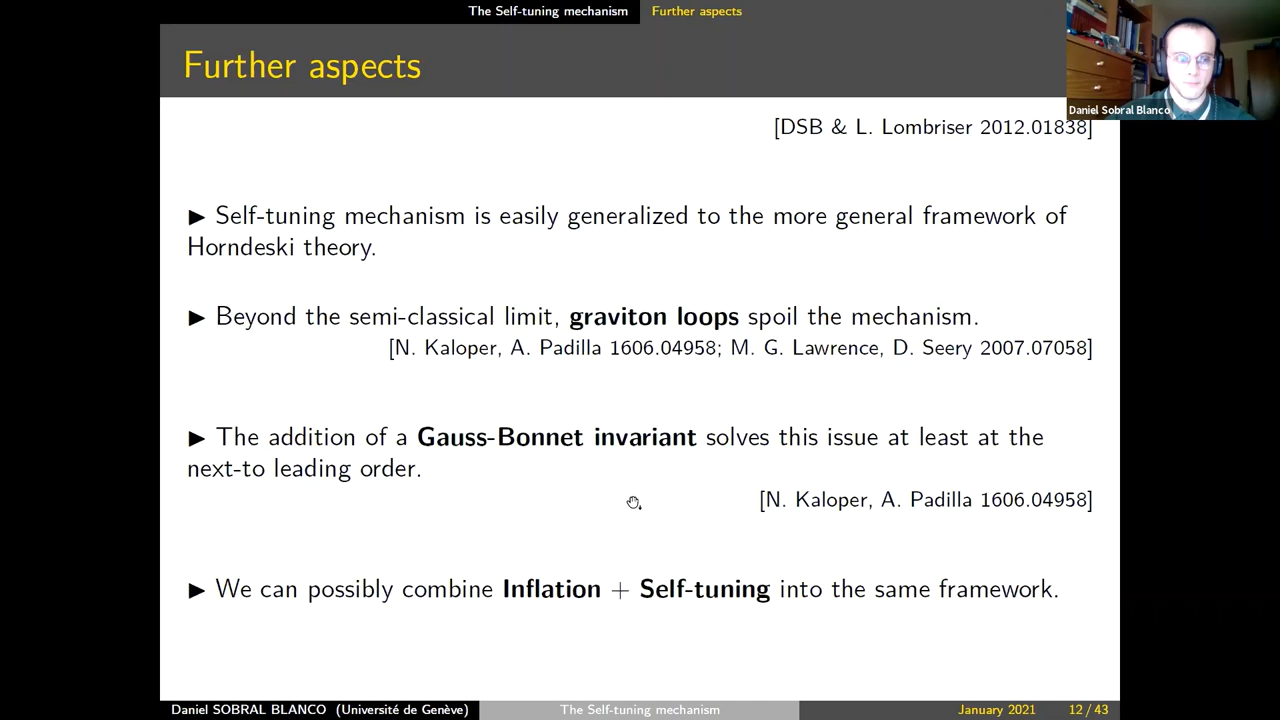 The Self-tuning mechanism Further aspects
Further aspects
Daniel Sobral Blanco
[DSB & L. Lombriser 2012.01838]
▶ Self-tuning mechanism is easily generalized to the more general framework of
Horndeski theory.
▶ Beyond the semi-classical limit, graviton loops spoil the mechanism.
[N. Kaloper, A. Padilla 1606.04958; M. G. Lawrence, D. Seery 2007.07058]
▶ The addition of a Gauss-Bonnet invariant solves this issue at least at the
next-to leading order.
[N. Kaloper, A. Padilla 1606.04958]
▶ We can possibly combine Inflation + Self-tuning into the same framework.
Daniel SOBRAL BLANCO (Université de Genève) The Self-tuning mechanism January 2021 12 / 43